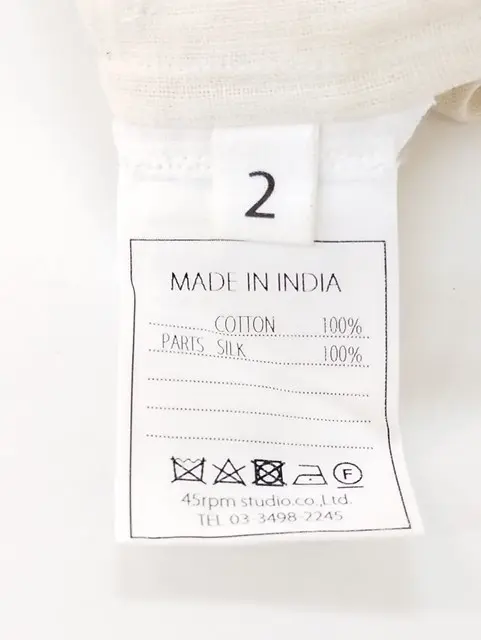 2
MADE IN INDIA
COTTON 100%
PARTS SILK 100%
F
45rpm studio.co.,Ltd.
TEL 03-3498-2245